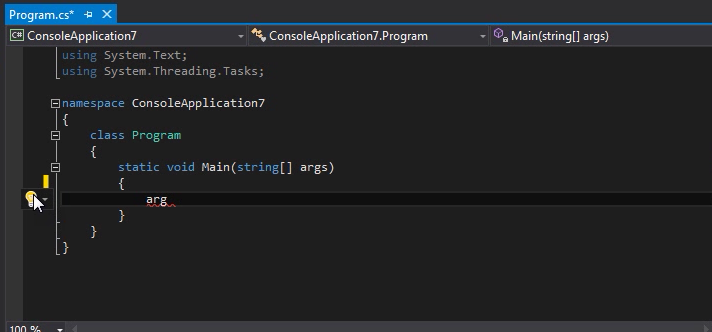 Program.cs*
C# ConsoleApplication7 ConsoleApplication7.Program Main(string[] args)
using System.Text;
using System.Threading.Tasks;
namespace ConsoleApplication7
{
class Program
{
static void Main(string[] args)
{
arg
}
}
}
100 %